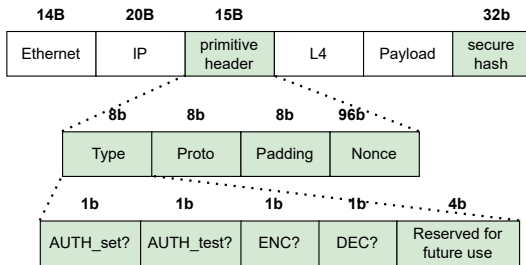 14B 20B 15B 32b
Ethernet IP primitive header L4 Payload secure hash
8b 8b 8b 96b
Type Proto Padding Nonce
1b 1b 1b 1b 4b
AUTH_set? AUTH_test? ENC? DEC? Reserved for future use